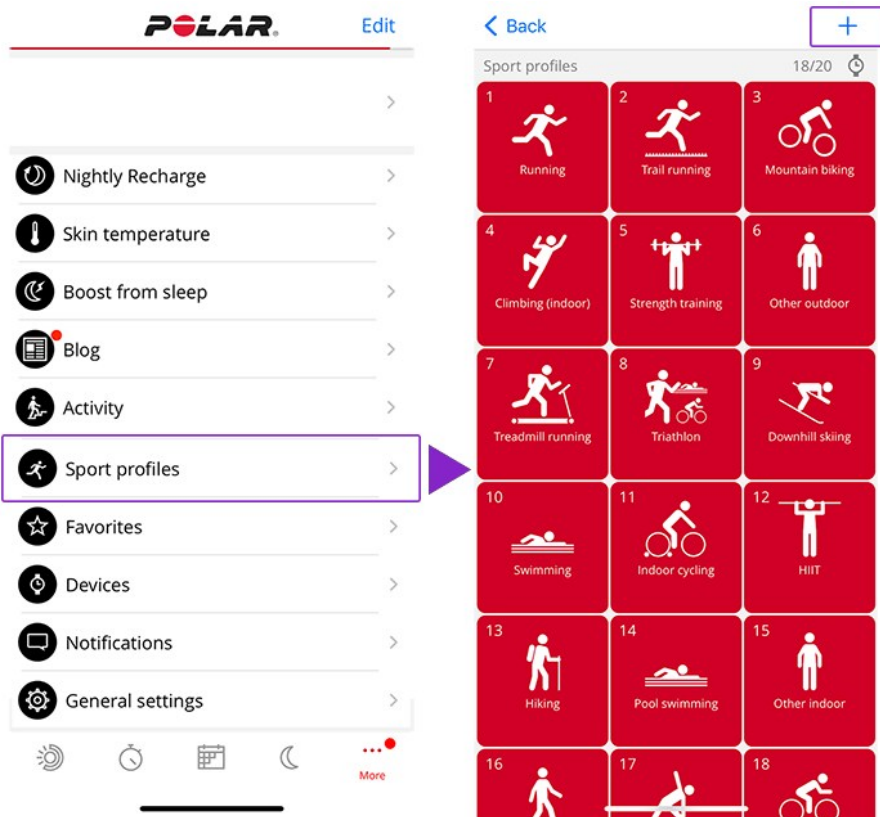 POLAR.
Edit
Nightly Recharge
Skin temperature
Boost from sleep
Blog
Activity
Sport profiles
Favorites
Devices
Notifications
General settings
More
Back
+
Sport profiles 18/20
1
Running
2
Trail running
3
Mountain biking
4
Climbing (indoor)
5
Strength training
6
Other outdoor
7
Treadmill running
8
Triathlon
9
Downhill skiing
10
Swimming
11
Indoor cycling
12
HIIT
13
Hiking
14
Pool swimming
15
Other indoor
16
17
18